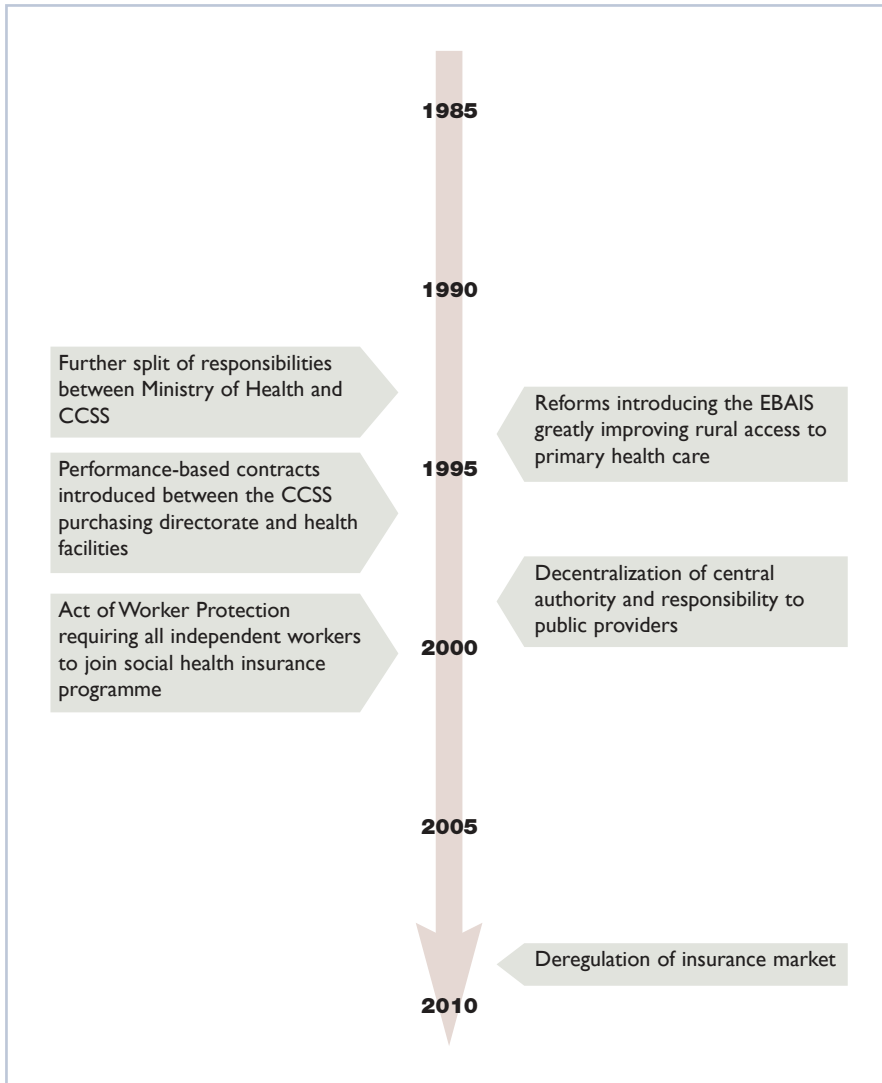 1985
1990
Further split of responsibilities
between Ministry of Health and
CCSS
Reforms introducing the EBAIS
greatly improving rural access to
primary health care
1995
Performance-based contracts
introduced between the CCSS
purchasing directorate and health
facilities
Decentralization of central
authority and responsibility to
public providers
Act of Worker Protection
requiring all independent workers
to join social health insurance
programme
2000
2005
Deregulation of insurance market
2010